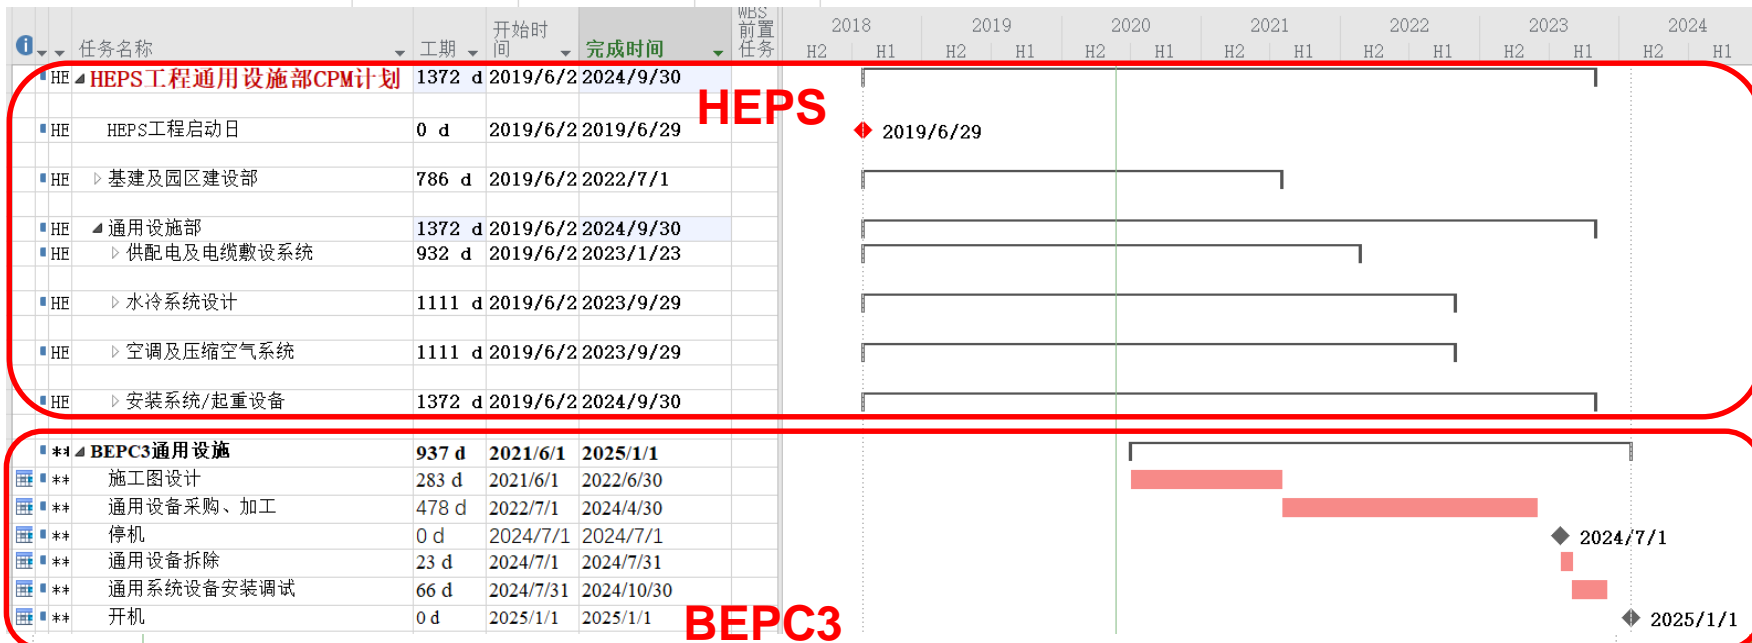 任务名称 工期 开始时间 完成时间 WBS前置任务 2018 2019 2020 2021 2022 2023 2024
H2 H1 H2 H1 H2 H1 H2 H1 H2 H1 H2 H1 H2 H1
HE HEPS工程通用设施部CPM计划 1372 d 2019/6/2 2024/9/30
HEPS
HE HEPS工程启动日 0 d 2019/6/2 2019/6/29 2019/6/29
HE 基建及园区建设部 786 d 2019/6/2 2022/7/1
HE 通用设施部 1372 d 2019/6/2 2024/9/30
HE 供配电及电缆敷设系统 932 d 2019/6/2 2023/1/23
HE 水冷系统设计 1111 d 2019/6/2 2023/9/29
HE 空调及压缩空气系统 1111 d 2019/6/2 2023/9/29
HE 安装系统/起重设备 1372 d 2019/6/2 2024/9/30
** BEPC3通用设施 937 d 2021/6/1 2025/1/1
** 施工图设计 283 d 2021/6/1 2022/6/30
** 通用设备采购、加工 478 d 2022/7/1 2024/4/30
** 停机 0 d 2024/7/1 2024/7/1 2024/7/1
** 通用设备拆除 23 d 2024/7/1 2024/7/31
** 通用系统设备安装调试 66 d 2024/7/31 2024/10/30
** 开机 0 d 2025/1/1 2025/1/1 2025/1/1
BEPC3